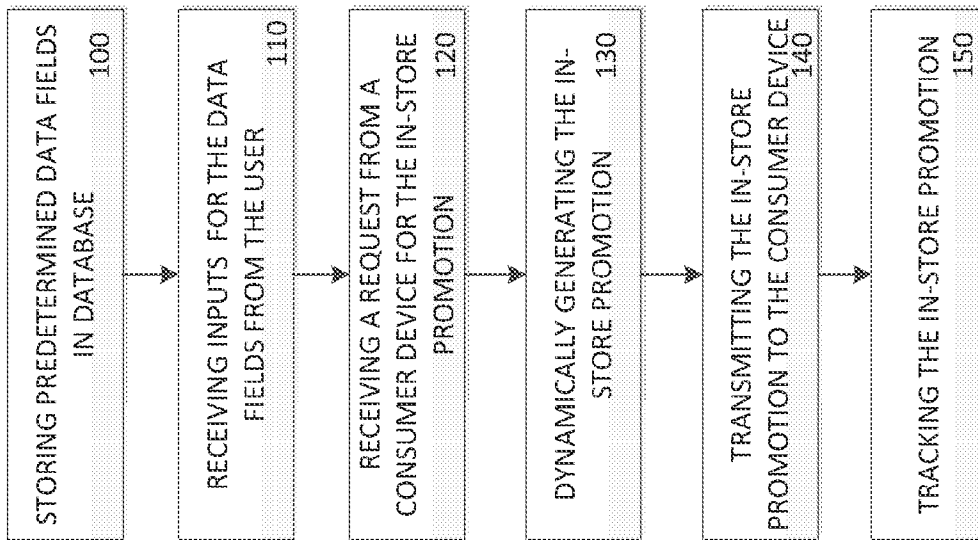 STORING PREDETERMINED DATA FIELDS
IN DATABASE
100
RECEIVING INPUTS FOR THE DATA
FIELDS FROM THE USER
110
RECEIVING A REQUEST FROM A
CONSUMER DEVICE FOR THE IN-STORE
PROMOTION
120
DYNAMICALLY GENERATING THE IN-
STORE PROMOTION
130
TRANSMITTING THE IN-STORE
PROMOTION TO THE CONSUMER DEVICE
140
TRACKING THE IN-STORE PROMOTION
150